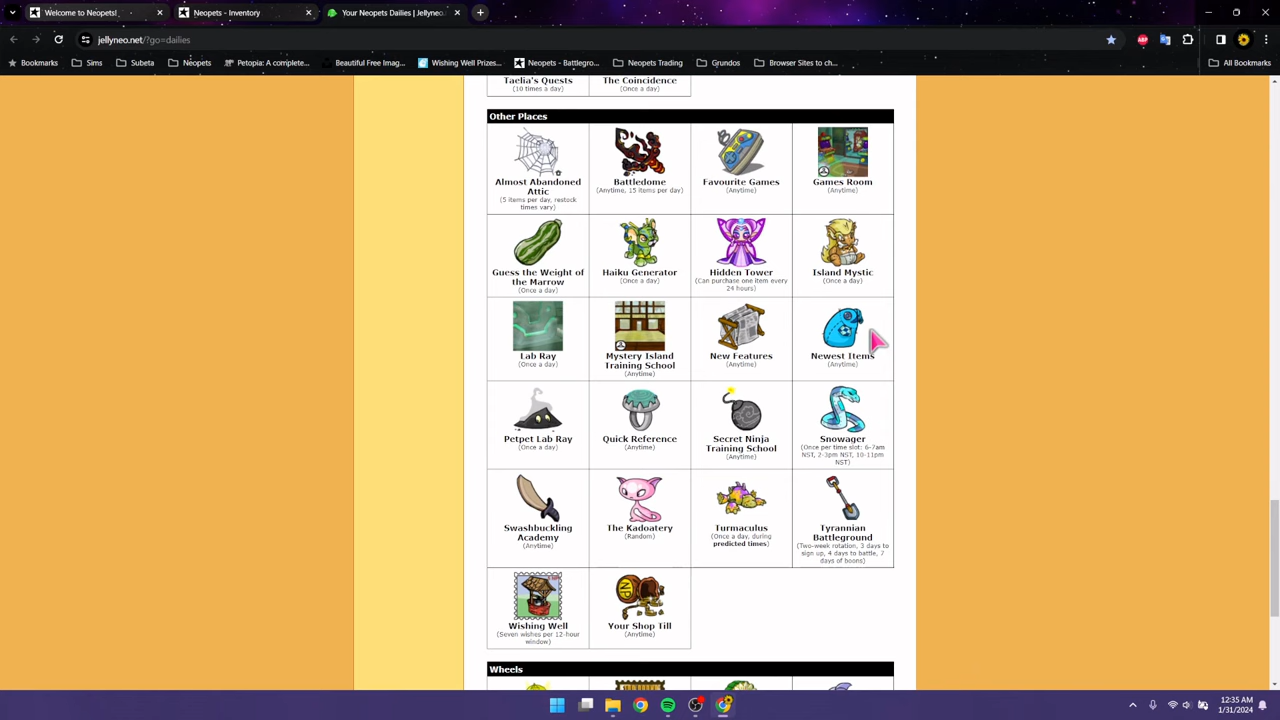 Welcome to Neopets!
Neopets - Inventory
Your Neopets Dailies | Jellyneo.
jellyneo.net/?go=dailies
Bookmarks
Sims
Subeta
Neopets
Petopia: A complete...
Beautiful Free Imag...
Wishing Well Prizes...
Neopets - Battlegro...
Neopets Trading
Grundos
Browser Sites to ch...
All Bookmarks
Taelia's Quests
(10 times a day)
The Coincidence
(Once a day)
Other Places
Almost Abandoned
Attic
(5 items per day, restock
times vary)
Battledome
(Anytime, 15 items per day)
Favourite Games
(Anytime)
Games Room
(Anytime)
Guess the Weight of
the Marrow
(Once a day)
Haiku Generator
(Once a day)
Hidden Tower
(Can purchase one item every
24 hours)
Island Mystic
(Once a day)
Lab Ray
(Once a day)
Mystery Island
Training School
(Anytime)
New Features
(Anytime)
Newest Items
(Anytime)
Petpet Lab Ray
(Once a day)
Quick Reference
(Anytime)
Secret Ninja
Training School
(Anytime)
Snowager
(Once per time slot: 6-7am
NST, 2-3pm NST, 10-11pm
NST)
Swashbuckling
Academy
(Anytime)
The Kadoatery
(Random)
Turmaculus
(Once a day, during
predicted times)
Tyrannian
Battleground
(Two-week rotation, 3 days to
sign up, 4 days to battle, 7
days of boons)
Wishing Well
(Seven wishes per 12-hour
window)
NP
Your Shop Till
(Anytime)
Wheels
12:35 AM
1/31/2024